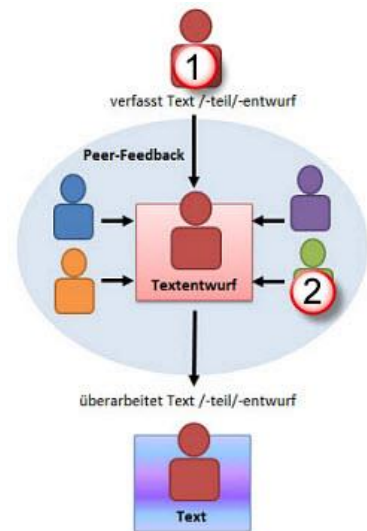 1
verfasst Text /-teil/-entwurf
Peer-Feedback
Textentwurf
2
überarbeitet Text /-teil/-entwurf
Text